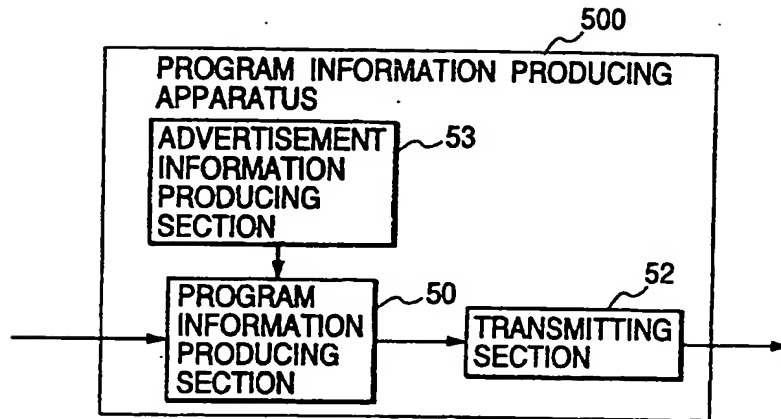 500
PROGRAM INFORMATION PRODUCING
APPARATUS
ADVERTISEMENT
INFORMATION
PRODUCING
SECTION
53
PROGRAM
INFORMATION
PRODUCING
SECTION
50
TRANSMITTING
SECTION
52